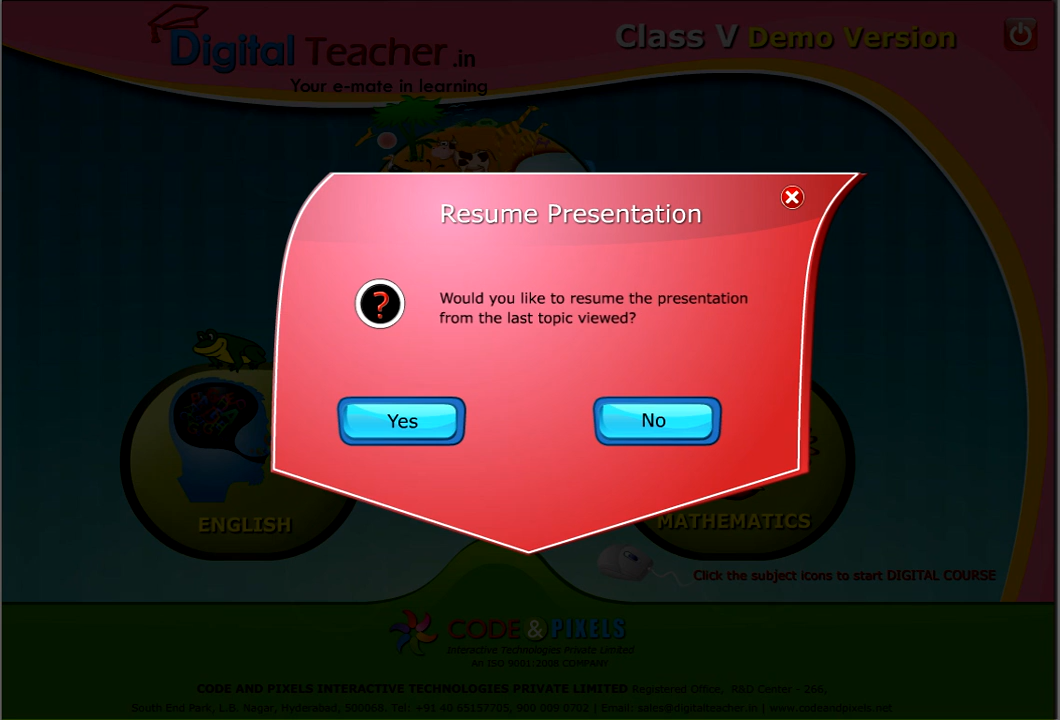 Digital Teacher.in
Your e-mate in learning
Class V Demo Version
Resume Presentation
?
Would you like to resume the presentation
from the last topic viewed?
Yes
No
ENGLISH
MATHEMATICS
Click the subject icons to start DIGITAL COURSE
CODE & PIXELS
Interactive Technologies Private Limited
An ISO 9001:2008 COMPANY
CODE AND PIXELS INTERACTIVE TECHNOLOGIES PRIVATE LIMITED Registered Office, R&D Center - 266,
South End Park, L.B. Nagar, Hyderabad, 500068. Tel: +91 40 65157705, 900 009 0702 | Email: sales@digitalteacher.in | www.codeandpixels.net